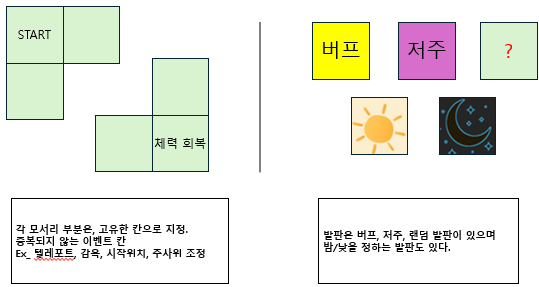 START
체력 회복
버프
저주
?
각 모서리 부분은, 고유한 칸으로 지정.
중복되지 않는 이벤트 칸
Ex_ 텔레포트, 감옥, 시작위치, 주사위 조정
발판은 버프, 저주, 랜덤 발판이 있으며
밤/낮을 정하는 발판도 있다.